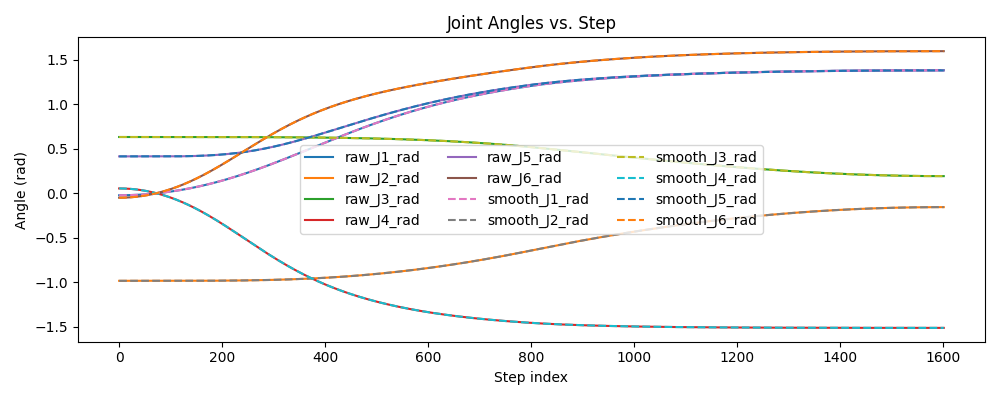 Joint Angles vs. Step
Angle (rad)
1.5
1.0
0.5
0.0
−0.5
−1.0
−1.5
raw_J1_rad
raw_J2_rad
raw_J3_rad
raw_J4_rad
raw_J5_rad
raw_J6_rad
smooth_J1_rad
smooth_J2_rad
smooth_J3_rad
smooth_J4_rad
smooth_J5_rad
smooth_J6_rad
0 200 400 600 800 1000 1200 1400 1600
Step index